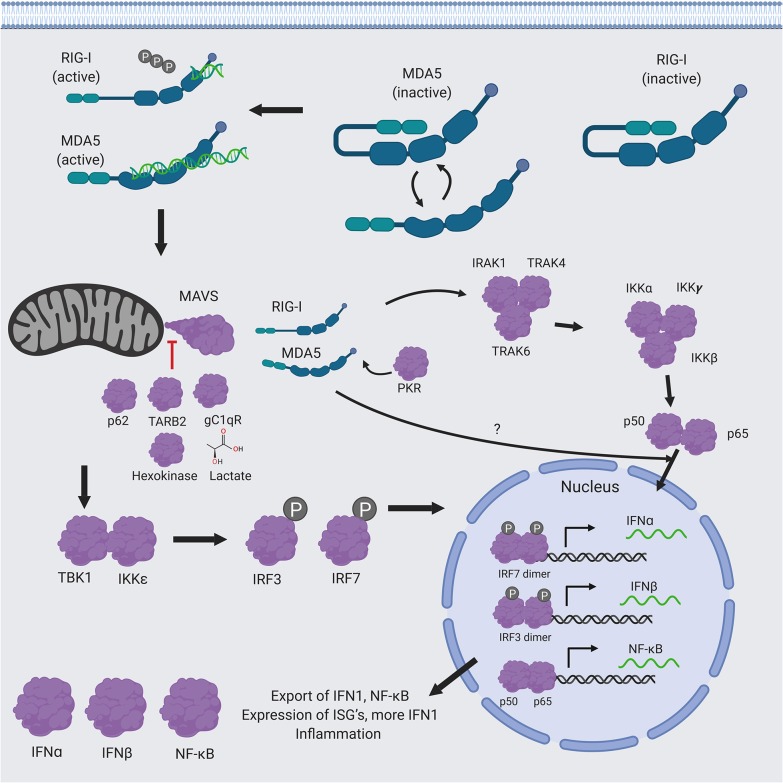 RIG-I
(active)
P P P
MDA5
(inactive)
RIG-I
(inactive)
MDA5
(active)
MAVS
RIG-I
MDA5
PKR
IRAK1
TRAK4
TRAK6
IKKα
IKKγ
IKKβ
p50
p65
p62
TARB2
gC1qR
Hexokinase
Lactate
O
OH
OH
?
TBK1
IKKε
P
IRF3
P
IRF7
Nucleus
P P
IRF7 dimer
IFNα
P P
IRF3 dimer
IFNβ
p50
p65
NF-κB
Export of IFN1, NF-κB
Expression of ISG's, more IFN1
Inflammation
IFNα
IFNβ
NF-κB